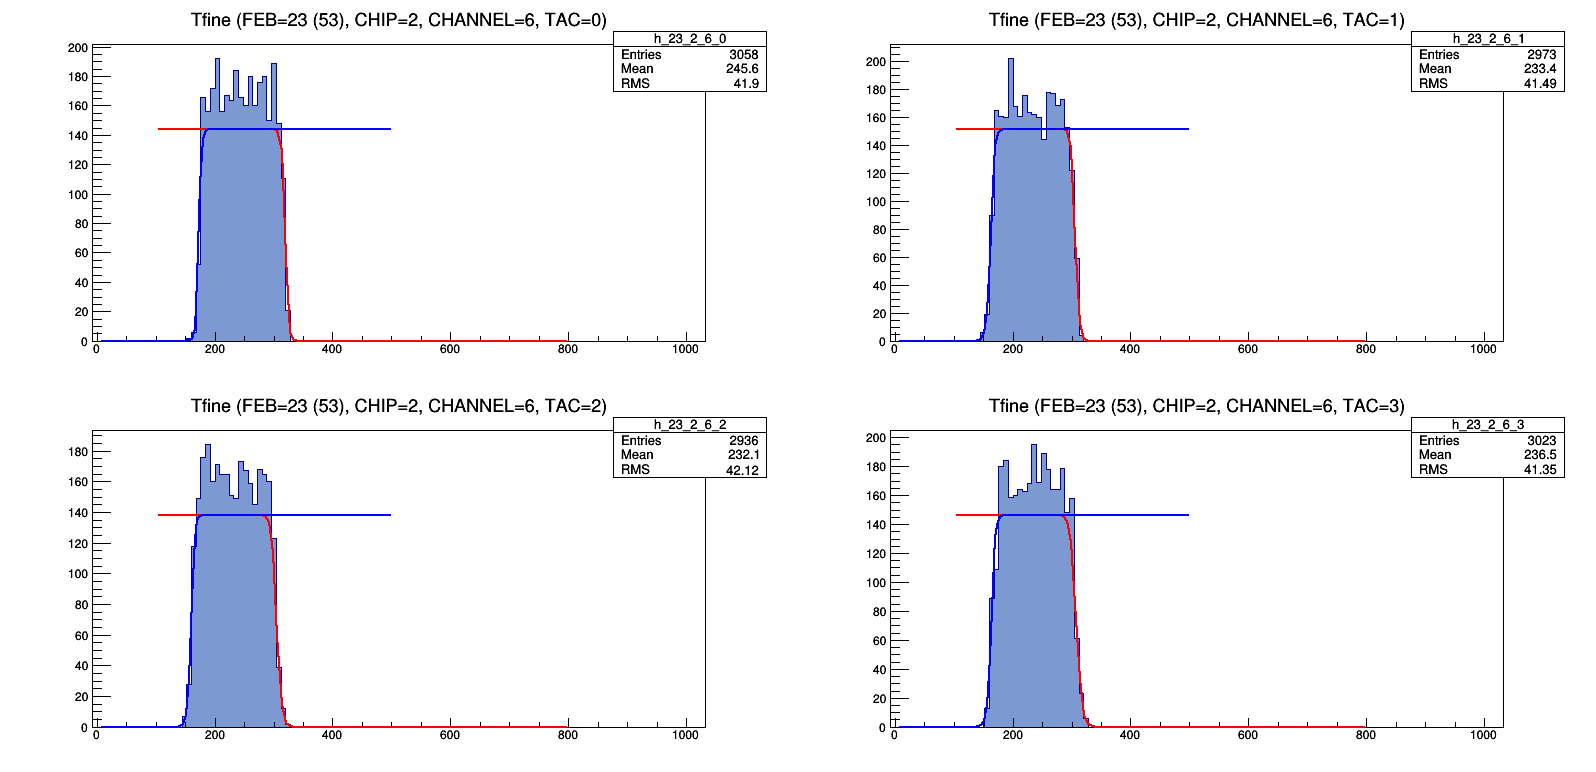 Tfine (FEB=23 (53), CHIP=2, CHANNEL=6, TAC=0)
h_23_2_6_0
Entries 3058
Mean 245.6
RMS 41.9
200
180
160
140
120
100
80
60
40
20
0
0 200 400 600 800 1000
Tfine (FEB=23 (53), CHIP=2, CHANNEL=6, TAC=1)
h_23_2_6_1
Entries 2973
Mean 233.4
RMS 41.49
200
180
160
140
120
100
80
60
40
20
0
0 200 400 600 800 1000
Tfine (FEB=23 (53), CHIP=2, CHANNEL=6, TAC=2)
h_23_2_6_2
Entries 2936
Mean 232.1
RMS 42.12
180
160
140
120
100
80
60
40
20
0
0 200 400 600 800 1000
Tfine (FEB=23 (53), CHIP=2, CHANNEL=6, TAC=3)
h_23_2_6_3
Entries 3023
Mean 236.5
RMS 41.35
200
180
160
140
120
100
80
60
40
20
0
0 200 400 600 800 1000